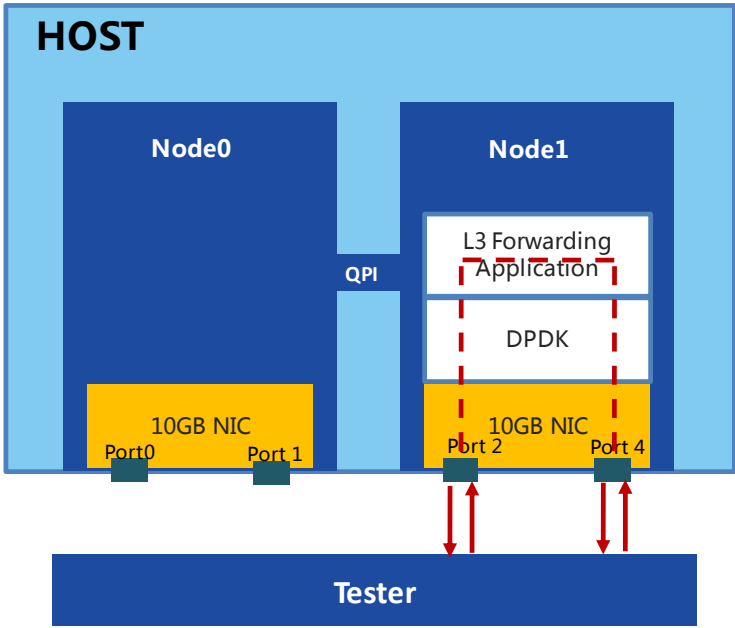 HOST
Node0
Node1
L3 Forwarding
Application
QPI
DPDK
10GB NIC
Port0
Port 1
10GB NIC
Port 2
Port 4
Tester